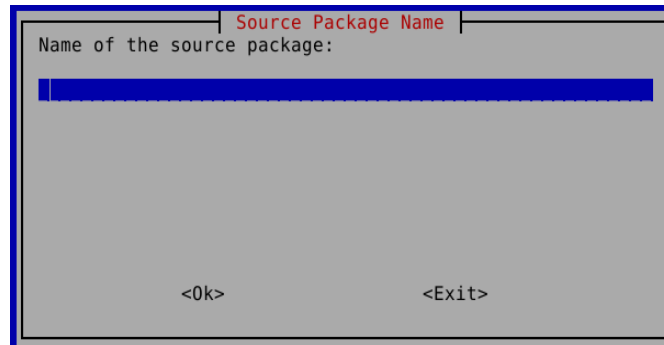 Source Package Name
Name of the source package:
<Ok> <Exit>